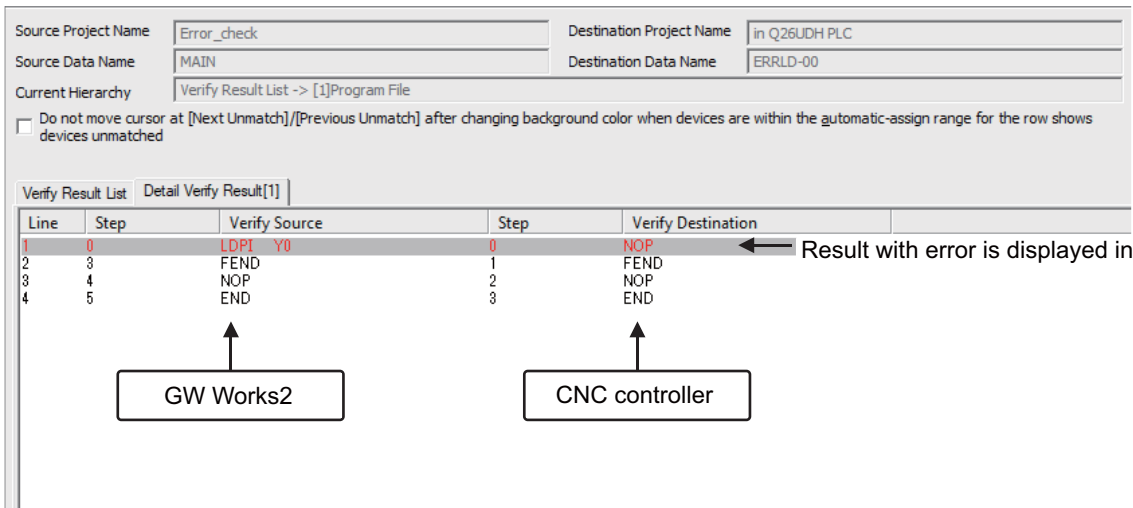 Source Project Name Error_check Destination Project Name in Q26UDH PLC
Source Data Name MAIN Destination Data Name ERRLD-00
Current Hierarchy Verify Result List -> [1]Program File
Do not move cursor at [Next Unmatch]/[Previous Unmatch] after changing background color when devices are within the automatic-assign range for the row shows
devices unmatched
Verify Result List Detail Verify Result[1]
Line Step Verify Source Step Verify Destination
1 0 LDPI Y0 0 NOP Result with error is displayed in
2 3 FEND 1 FEND
3 4 NOP 2 NOP
4 5 END 3 END
GW Works2 CNC controller